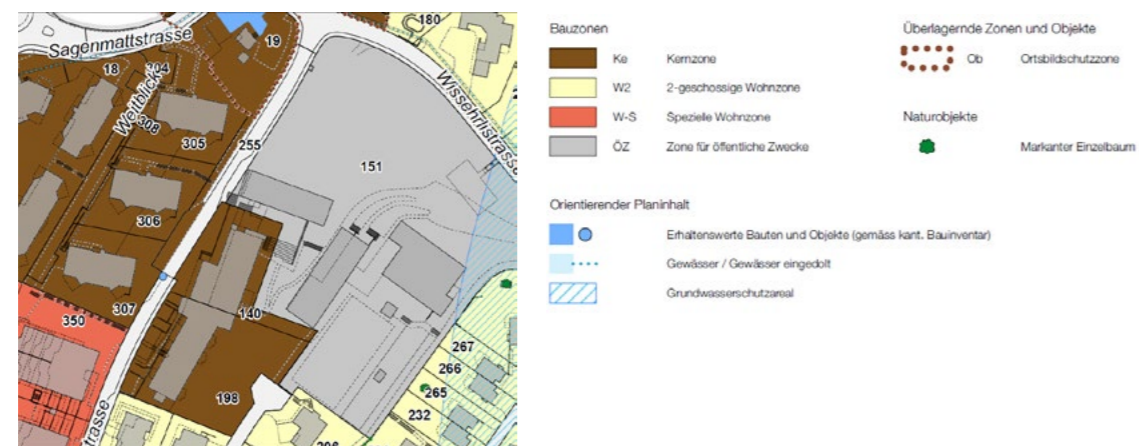 180
Sagenmattstrasse
19
18
304
Weitblick
308
305
255
Wissehrlistrasse
151
306
307
350
140
198
267
266
265
232
206
strasse
Bauzonen
Ke Kernzone
W2 2-geschossige Wohnzone
W-S Spezielle Wohnzone
ÖZ Zone für öffentliche Zwecke
Überlagernde Zonen und Objekte
Ob Ortsbildschutzzone
Naturobjekte
Markanter Einzelbaum
Orientierender Planinhalt
Erhaltenswerte Bauten und Objekte (gemäss kant. Bauinventar)
Gewässer / Gewässer eingedolt
Grundwasserschutzareal